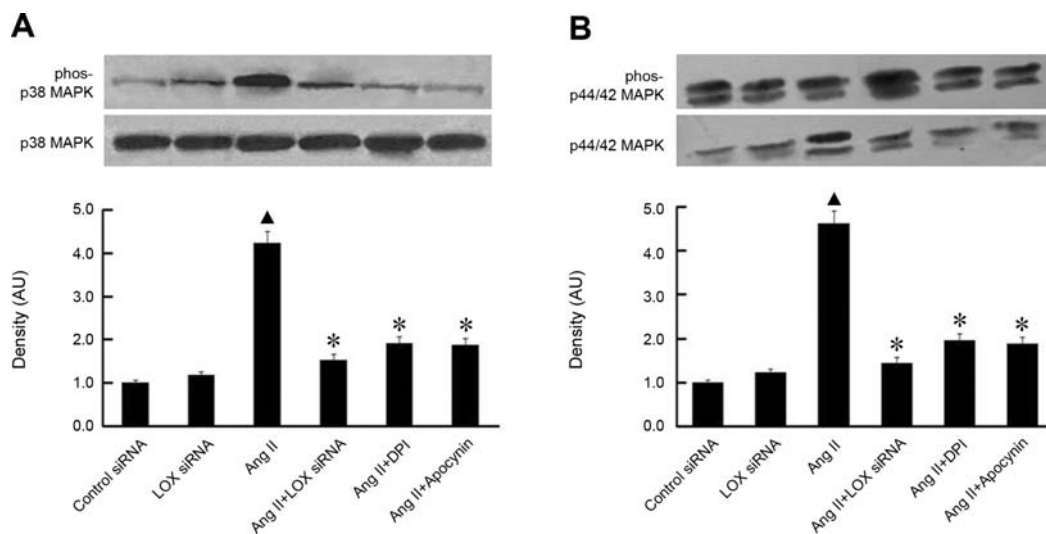 A
phos-
p38 MAPK
p38 MAPK
Density (AU)
5.0
4.0
3.0
2.0
1.0
0.0
▲
*
*
*
Control siRNA
LOX siRNA
Ang II
Ang II+LOX siRNA
Ang II+DPI
Ang II+Apocynin
B
phos-
p44/42 MAPK
p44/42 MAPK
Density (AU)
5.0
4.0
3.0
2.0
1.0
0.0
▲
*
*
*
Control siRNA
LOX siRNA
Ang II
Ang II+LOX siRNA
Ang II+DPI
Ang II+Apocynin